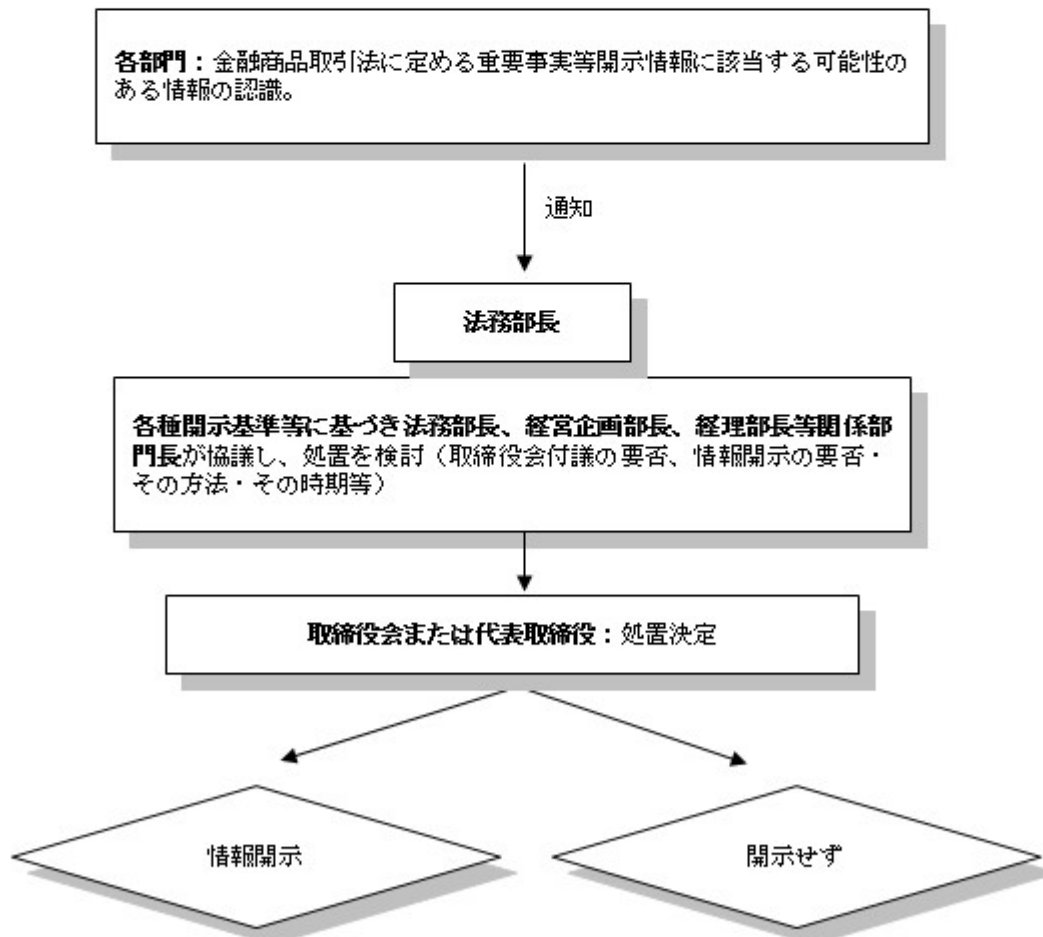 各部門：金融商品取引法に定める重要事実等開示情報に該当する可能性の
ある情報の認識。
通知
法務部長
各種開示基準等に基づき法務部長、経営企画部長、経理部長等関係部
門長が協議し、処置を検討（取締役会付議の要否、情報開示の要否・
その方法・その時期等）
取締役会または代表取締役：処置決定
情報開示
開示せず